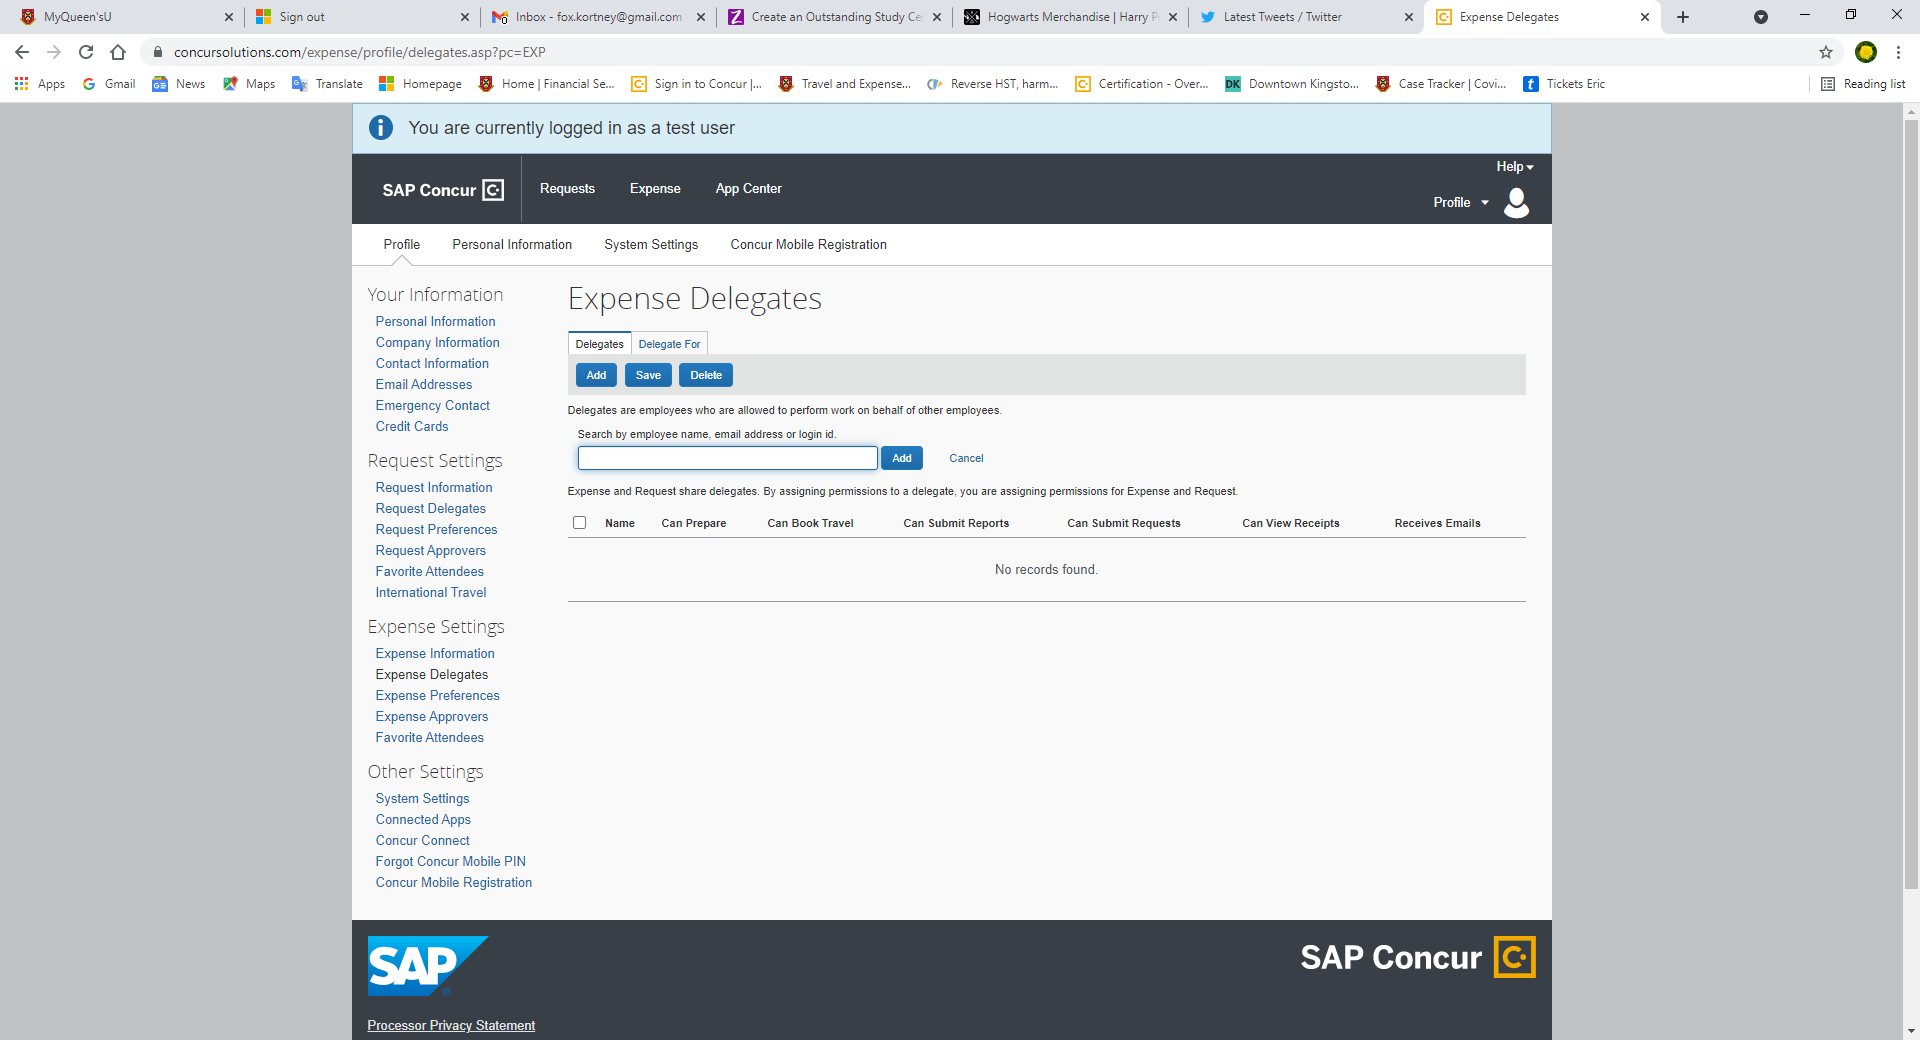 MyQueen'sU
Sign out
Inbox - fox.kortney@gmail.com
Create an Outstanding Study Ce
Hogwarts Merchandise | Harry P
Latest Tweets / Twitter
Expense Delegates
concursolutions.com/expense/profile/delegates.asp?pc=EXP
Apps
Gmail
News
Maps
Translate
Homepage
Home | Financial Se...
Sign in to Concur |...
Travel and Expense...
Reverse HST, harm...
Certification - Over...
DK Downtown Kingsto...
Case Tracker | Covi...
t Tickets Eric
Reading list
You are currently logged in as a test user
Help
SAP Concur
Requests
Expense
App Center
Profile
Profile
Personal Information
System Settings
Concur Mobile Registration
Your Information
Personal Information
Company Information
Contact Information
Email Addresses
Emergency Contact
Credit Cards
Request Settings
Request Information
Request Delegates
Request Preferences
Request Approvers
Favorite Attendees
International Travel
Expense Settings
Expense Information
Expense Delegates
Expense Preferences
Expense Approvers
Favorite Attendees
Other Settings
System Settings
Connected Apps
Concur Connect
Forgot Concur Mobile PIN
Concur Mobile Registration
Expense Delegates
Delegates
Delegate For
Add
Save
Delete
Delegates are employees who are allowed to perform work on behalf of other employees.
Search by employee name, email address or login id.
Add
Cancel
Expense and Request share delegates. By assigning permissions to a delegate, you are assigning permissions for Expense and Request.
Name
Can Prepare
Can Book Travel
Can Submit Reports
Can Submit Requests
Can View Receipts
Receives Emails
No records found.
SAP
SAP Concur
Processor Privacy Statement